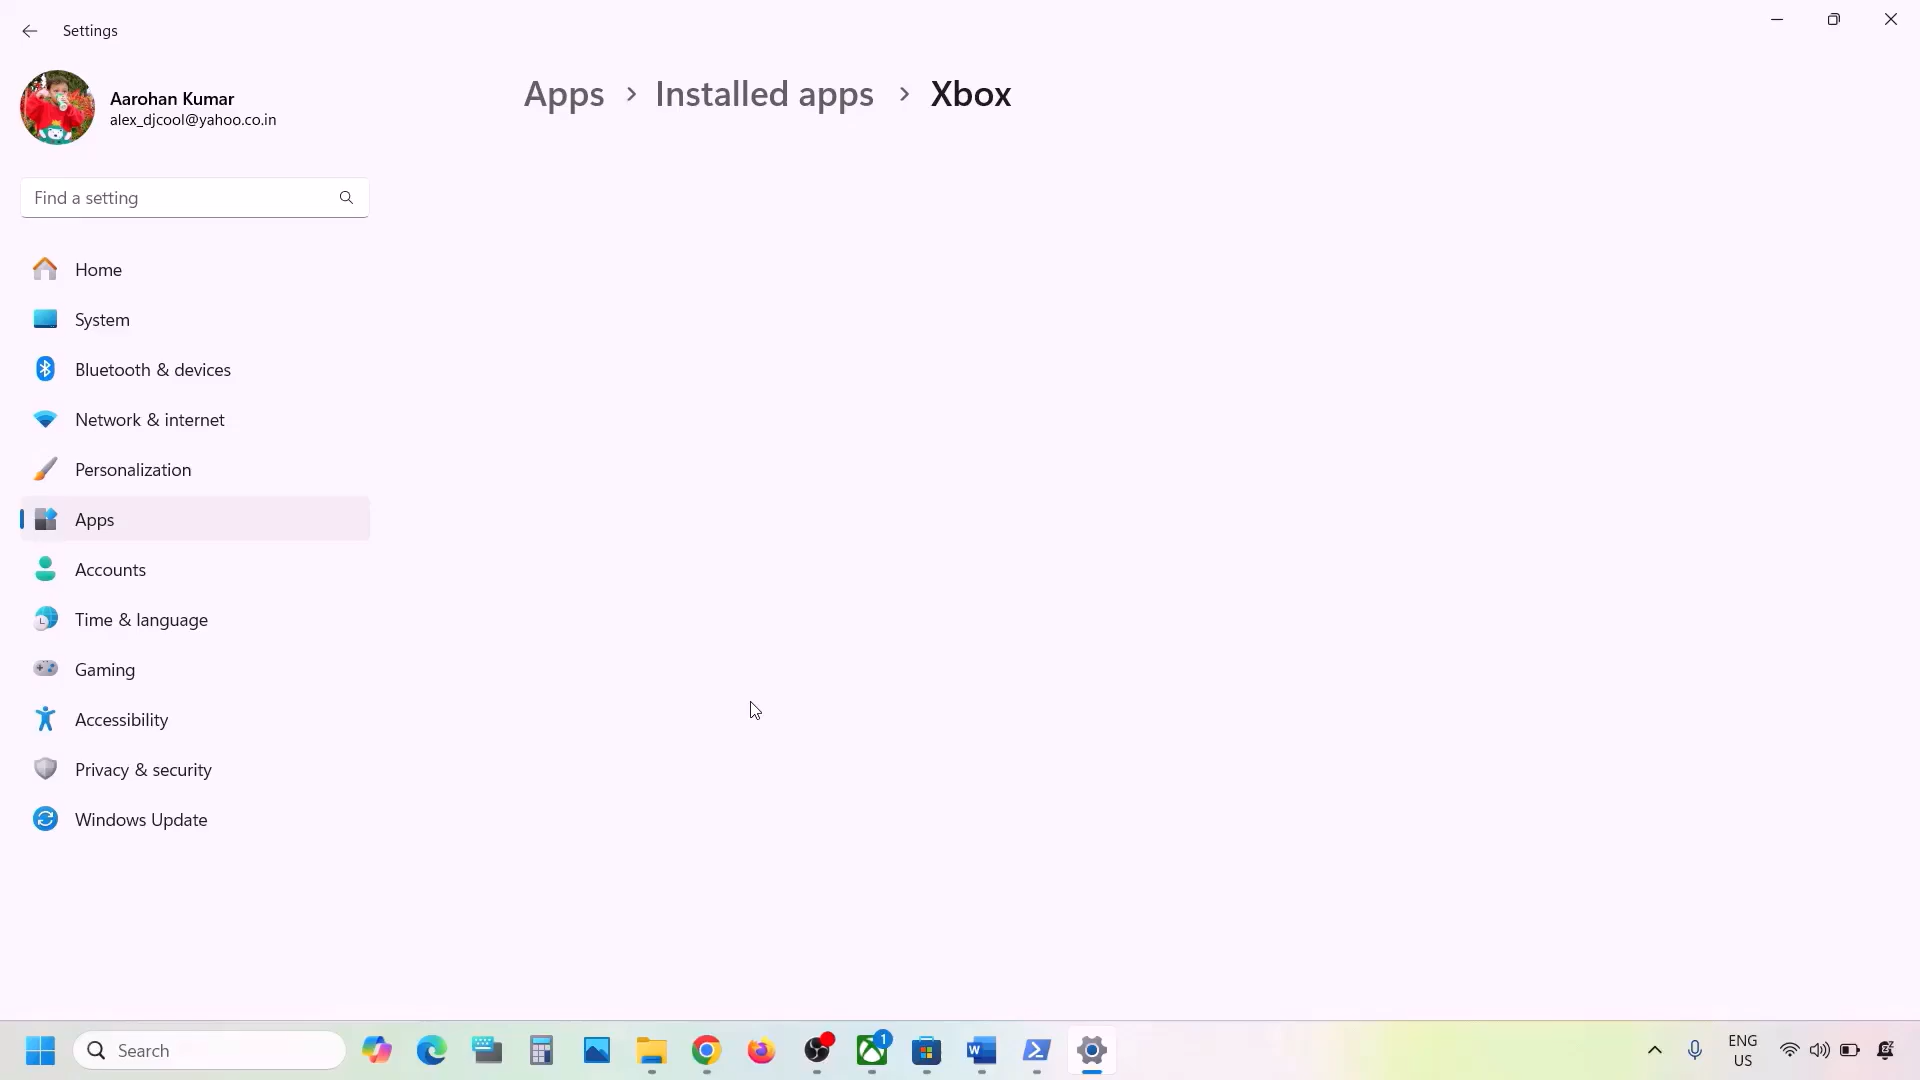 Settings
Aarohan Kumar
alex_djcool@yahoo.co.in
Apps > Installed apps > Xbox
Find a setting
Home
System
Bluetooth & devices
Network & internet
Personalization
Apps
Accounts
Time & language
Gaming
Accessibility
Privacy & security
Windows Update
Search
1
ENG
US